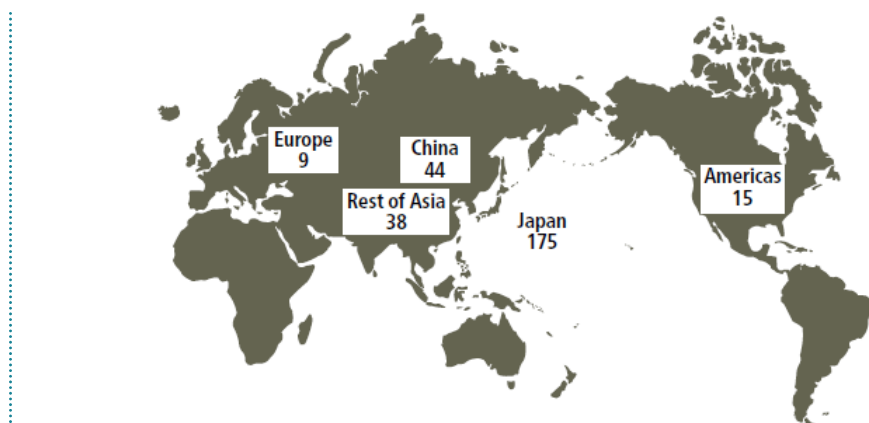 Europe
9
China
44
Rest of Asia
38
Japan
175
Americas
15